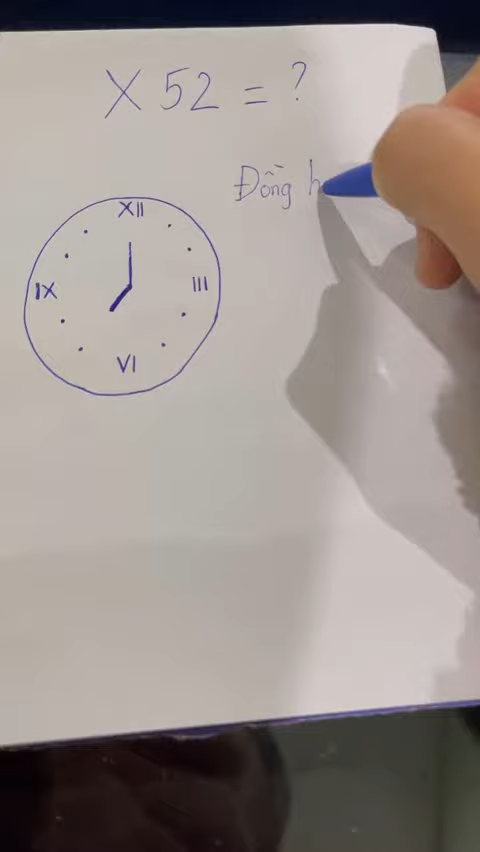 X 52 = ?
Đồng h
XII
IX
III
VI